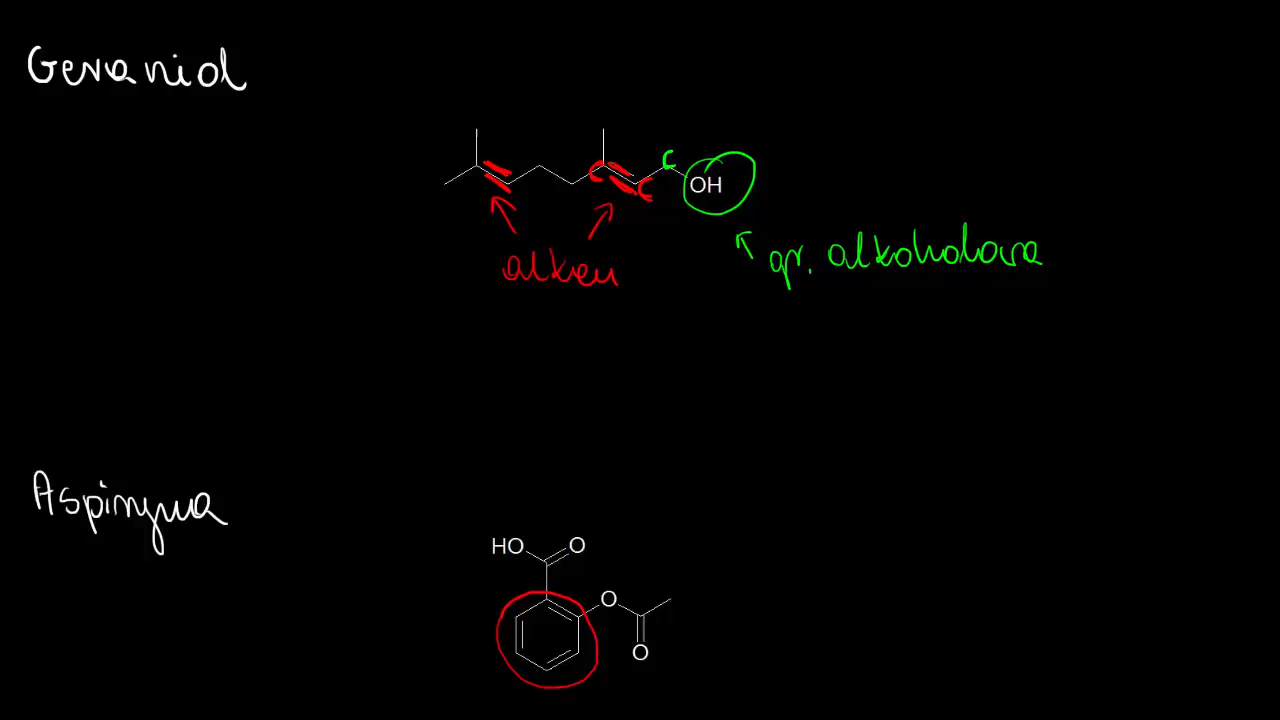 Geraniol
C C C OH
alken
gr. alkoholowa
Aspiryna
HO O
O
O